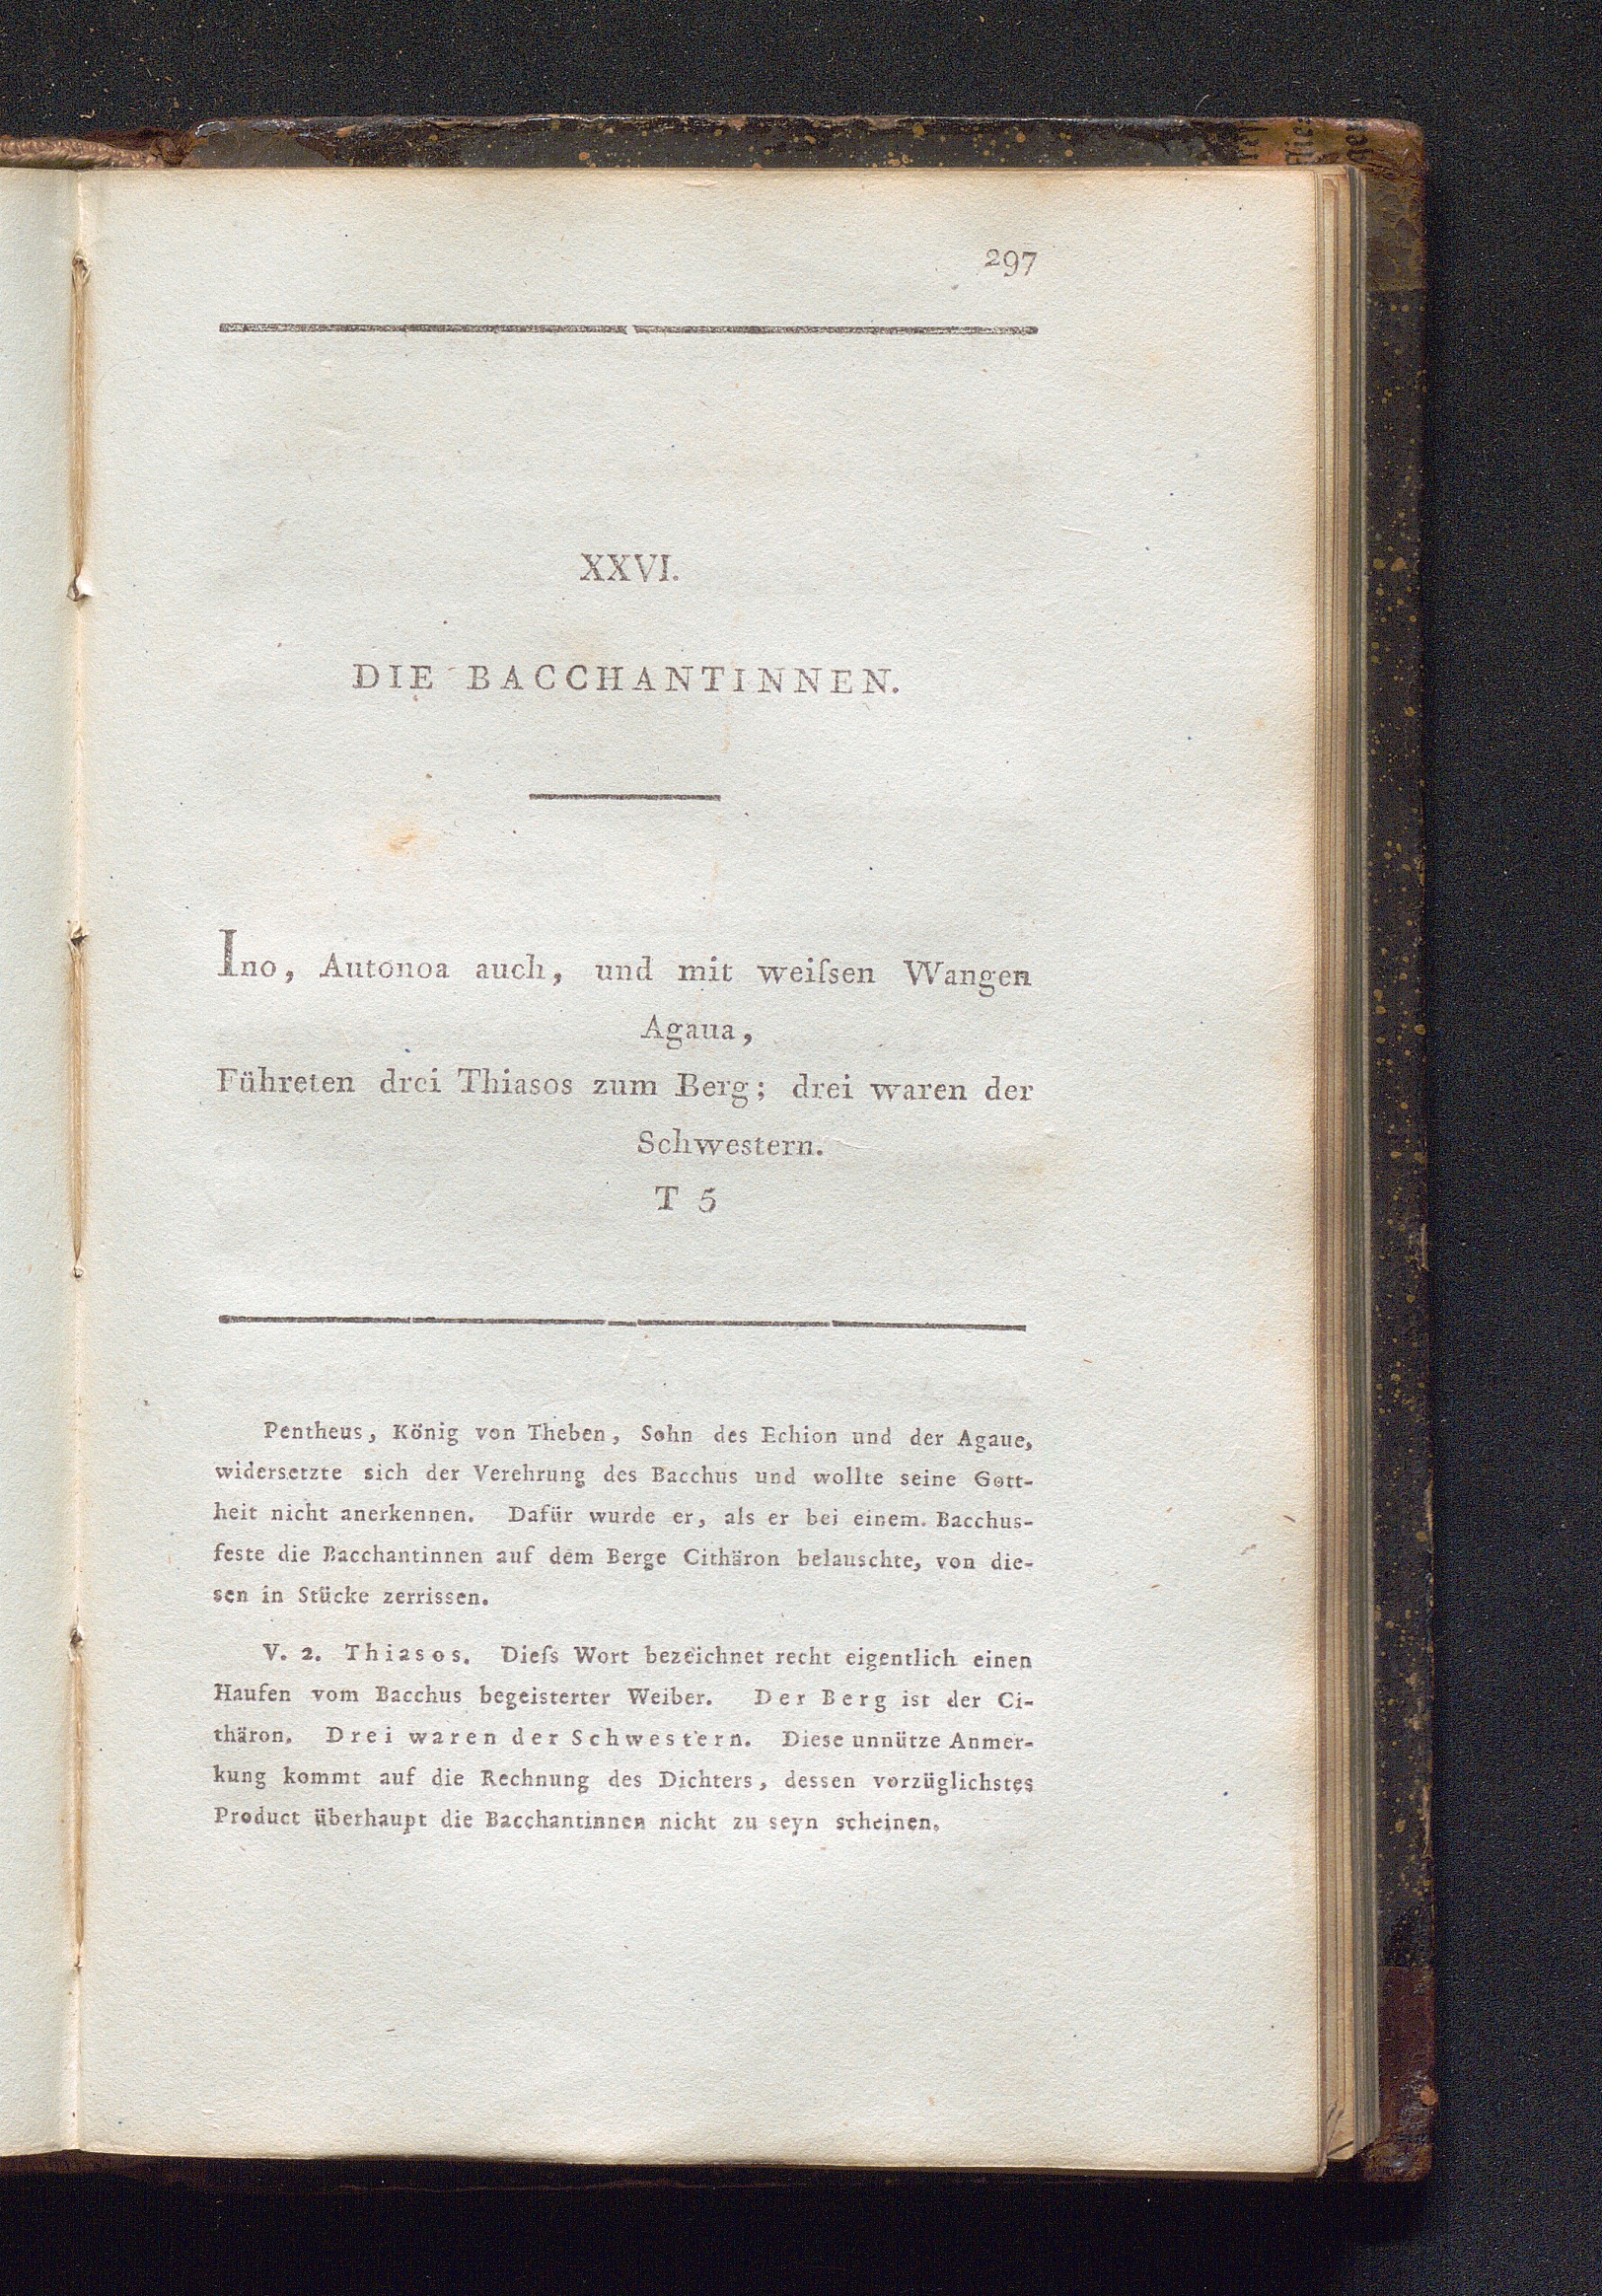 297
XXVI.
DIE BACCHANTINNEN.
Ino, Autonoa auch, und mit weiſsen Wangen
Agaua,
Führeten drei Thiasos zum Berg; drei waren der
Schwestern.
T 5
Pentheus, König von Theben, Sohn des Echion und der Agaue,
widersetzte sich der Verehrung des Bacchus und wollte seine Gott-
heit nicht anerkennen. Dafür wurde er, als er bei einem Bacchus-
feste die Bacchantinnen auf dem Berge Cithäron belauschte, von die-
sen in Stücke zerrissen.
V. 2. Thiasos. Dieſs Wort bezeichnet recht eigentlich einen
Haufen vom Bacchus begeisterter Weiber. Der Berg ist der Ci-
thäron. Drei waren der Schwestern. Diese unnütze Anmer-
kung kommt auf die Rechnung des Dichters, dessen vorzüglichstes
Product überhaupt die Bacchantinnen nicht zu seyn scheinen.